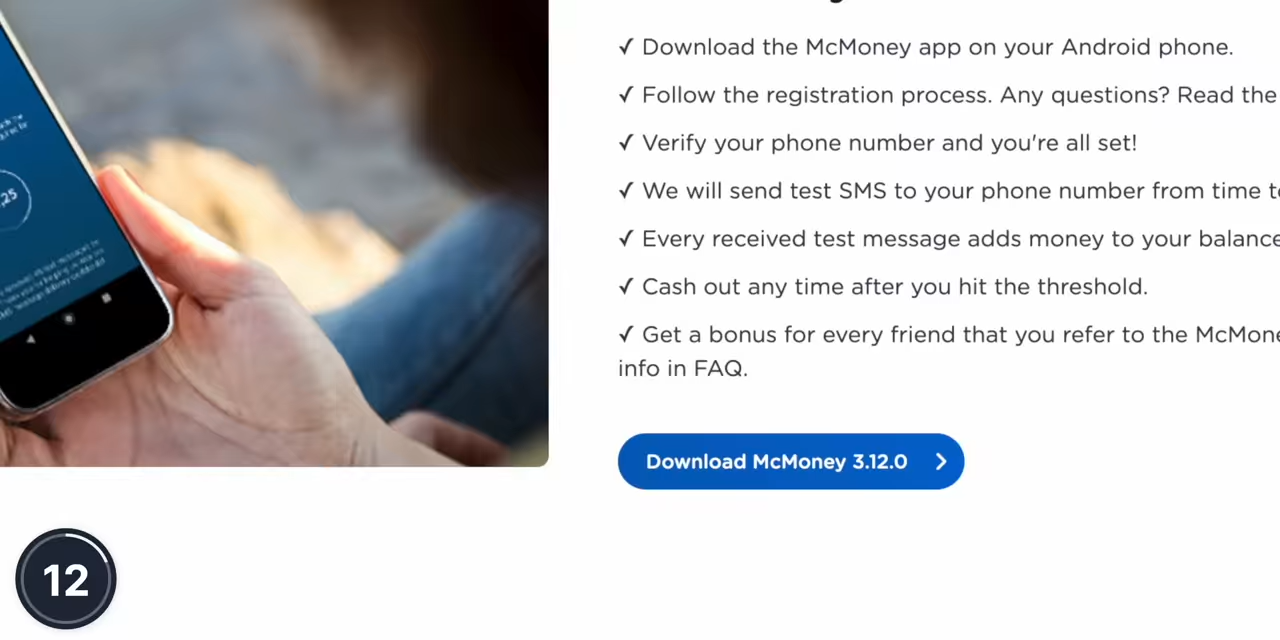 ✓ Download the McMoney app on your Android phone.
✓ Follow the registration process. Any questions? Read the
✓ Verify your phone number and you're all set!
✓ We will send test SMS to your phone number from time
✓ Every received test message adds money to your balance
✓ Cash out any time after you hit the threshold.
✓ Get a bonus for every friend that you refer to the
info in FAQ.
Download McMoney 3.12.0
25
12